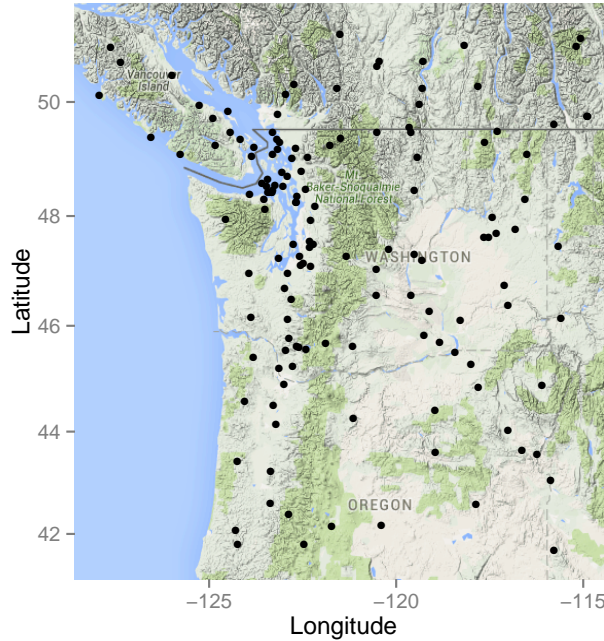 Vancouver
Island
50
Mt
Baker-Snoqualmie
National Forest
48
WASHINGTON
Latitude
46
44
OREGON
42
−125
−120
−115
Longitude